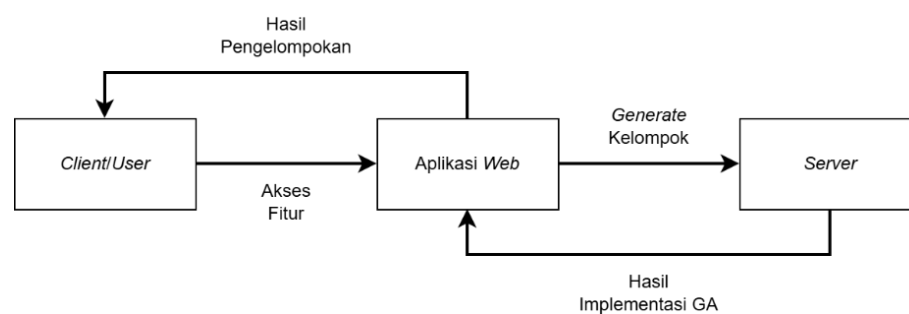 Hasil
Pengelompokan
Client/User
Akses
Fitur
Aplikasi Web
Generate
Kelompok
Server
Hasil
Implementasi GA